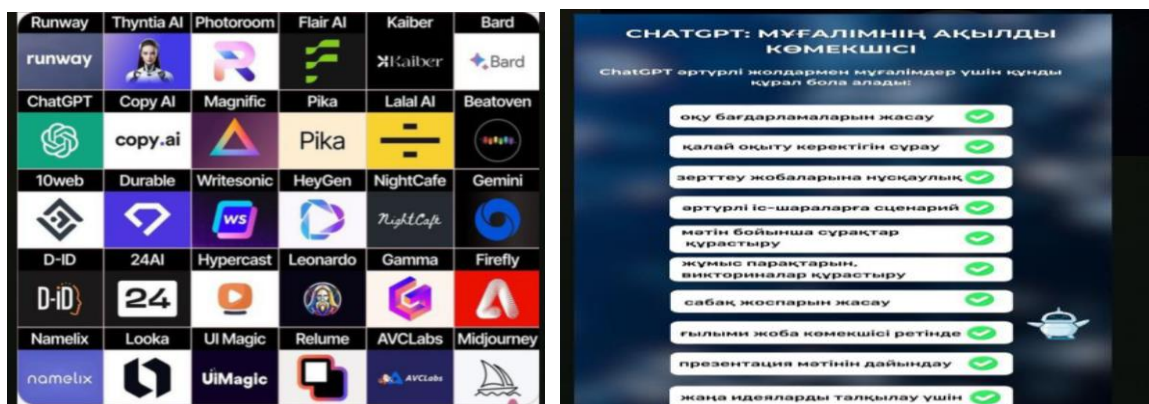 Runway Thyntia AI Photoroom Flair AI Kaiber Bard
runway Kaiber Bard
ChatGPT Copy AI Magnific Pika Lalal AI Beatoven
copy.ai Pika
10web Durable Writesonic HeyGen NightCafe Gemini
WS NightCafe
D-ID 24AI Hypercast Leonardo Gamma Firefly
D-iD 24
Namelix Looka UI Magic Relume AVCLabs Midjourney
namelix UiMagic AVCLabs
CHATGPT: МҰҒАЛІМНІҢ АҚЫЛДЫ
КӨМЕКШІСІ
ChatGPT әртүрлі жолдармен мұғалімдер үшін құнды
құрал бола алады:
оқу бағдарламаларын жасау
қалай оқыту керектігін сұрау
зерттеу жобаларына нұсқаулық
әртүрлі іс-шараларға сценарий
мәтін бойынша сұрақтар
құрастыру
жұмыс парақтарын,
викториналар құрастыру
сабақ жоспарын жасау
ғылыми жоба көмекшісі ретінде
презентация мәтінін дайындау
жаңа идеяларды талқылау үшін